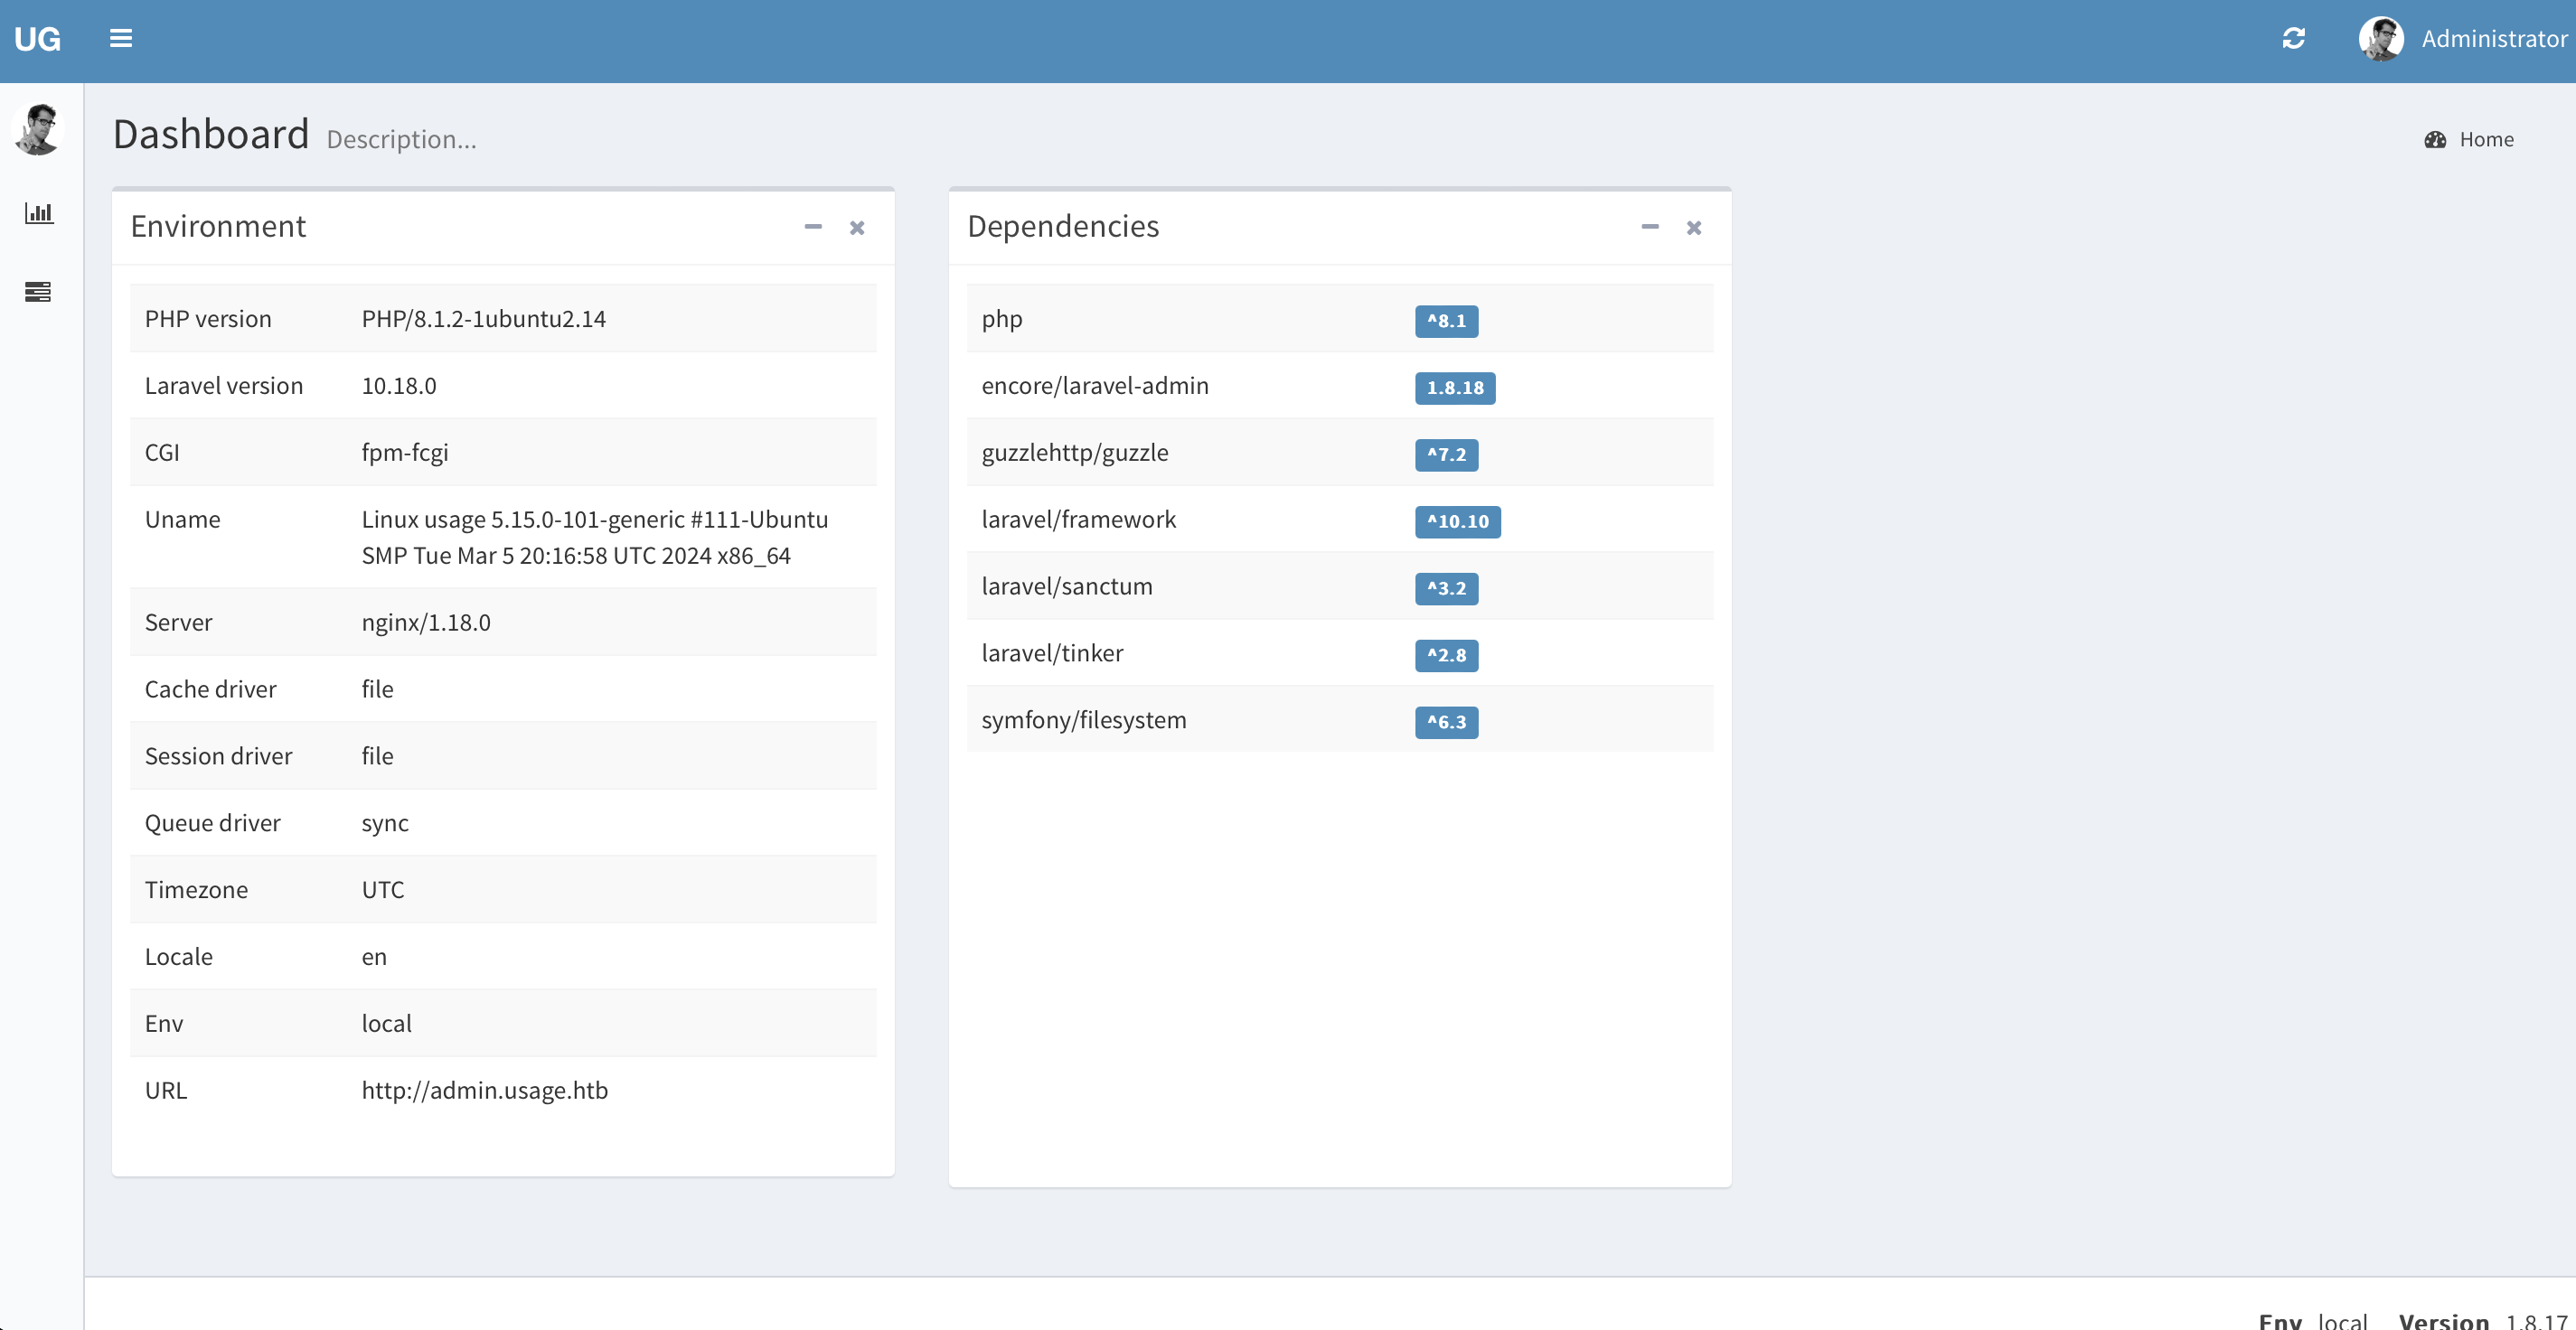 UG
Administrator
Dashboard Description...
Home
Environment
PHP version PHP/8.1.2-1ubuntu2.14
Laravel version 10.18.0
CGI fpm-fcgi
Uname Linux usage 5.15.0-101-generic #111-Ubuntu
SMP Tue Mar 5 20:16:58 UTC 2024 x86_64
Server nginx/1.18.0
Cache driver file
Session driver file
Queue driver sync
Timezone UTC
Locale en
Env local
URL http://admin.usage.htb
Dependencies
php ^8.1
encore/laravel-admin 1.8.18
guzzlehttp/guzzle ^7.2
laravel/framework ^10.10
laravel/sanctum ^3.2
laravel/tinker ^2.8
symfony/filesystem ^6.3
Env local Version 1.8.17